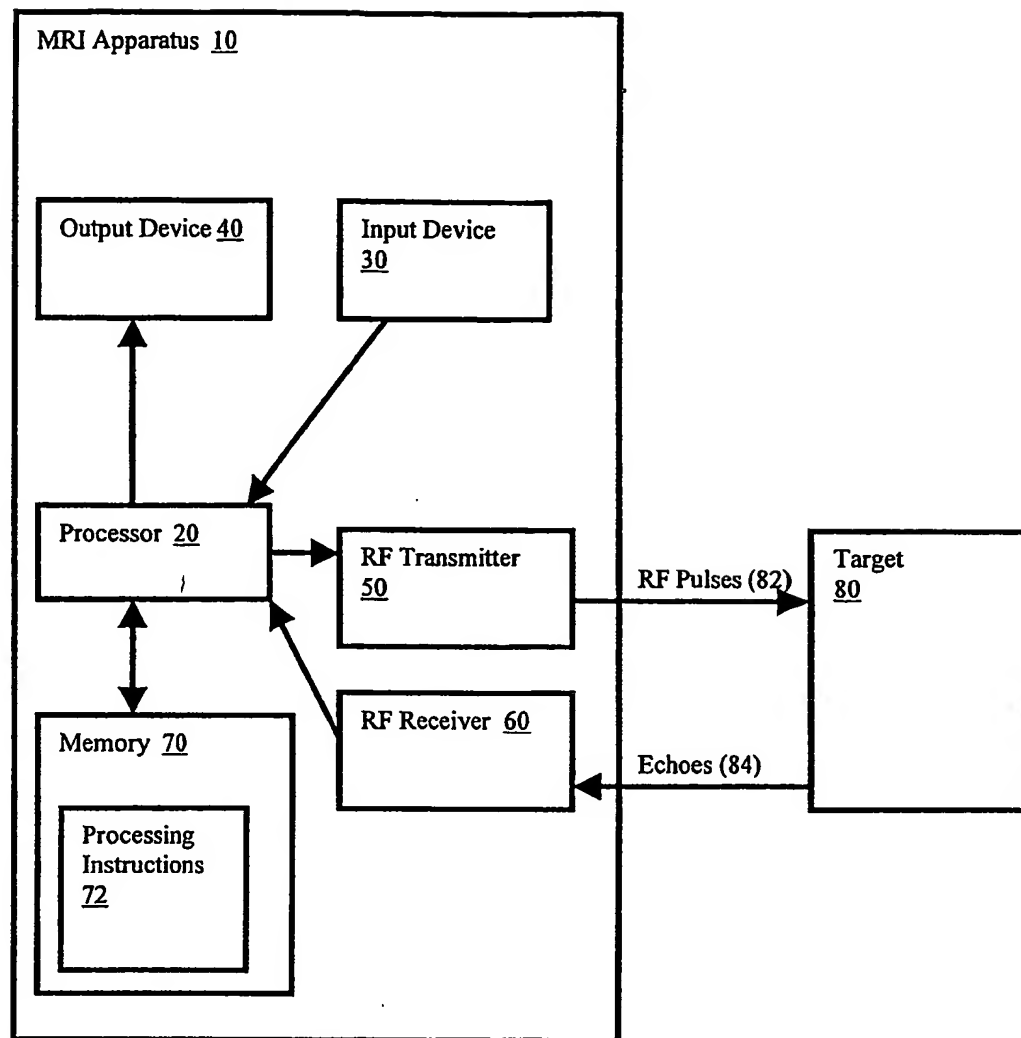 MRI Apparatus 10
Output Device 40
Input Device
30
Processor 20
RF Transmitter
50
RF Pulses (82)
Target
80
Memory 70
RF Receiver 60
Echoes (84)
Processing
Instructions
72